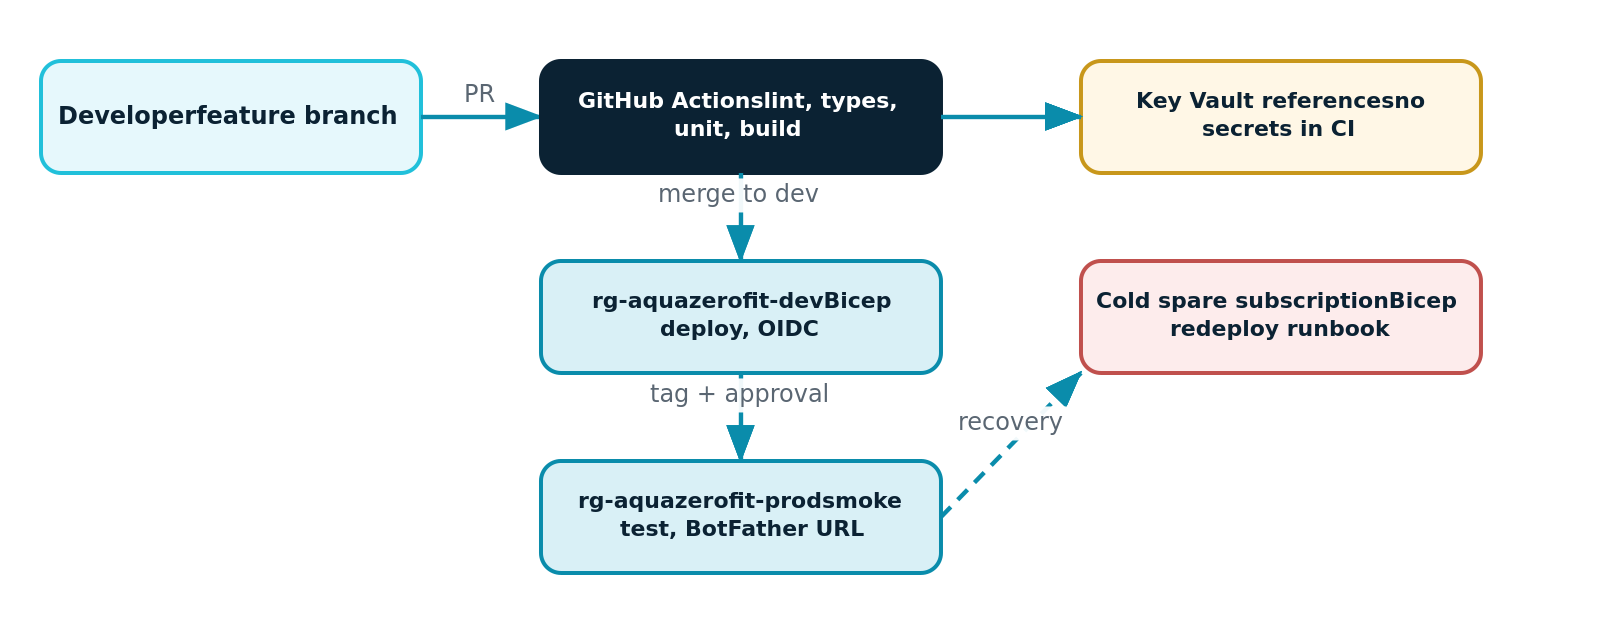 Developerfeature branch
PR
GitHub Actionslint, types,
unit, build
Key Vault referencesno
secrets in CI
merge to dev
rg-aquazerofit-devBicep
deploy, OIDC
Cold spare subscriptionBicep
redeploy runbook
tag + approval
recovery
rg-aquazerofit-prodsmoke
test, BotFather URL